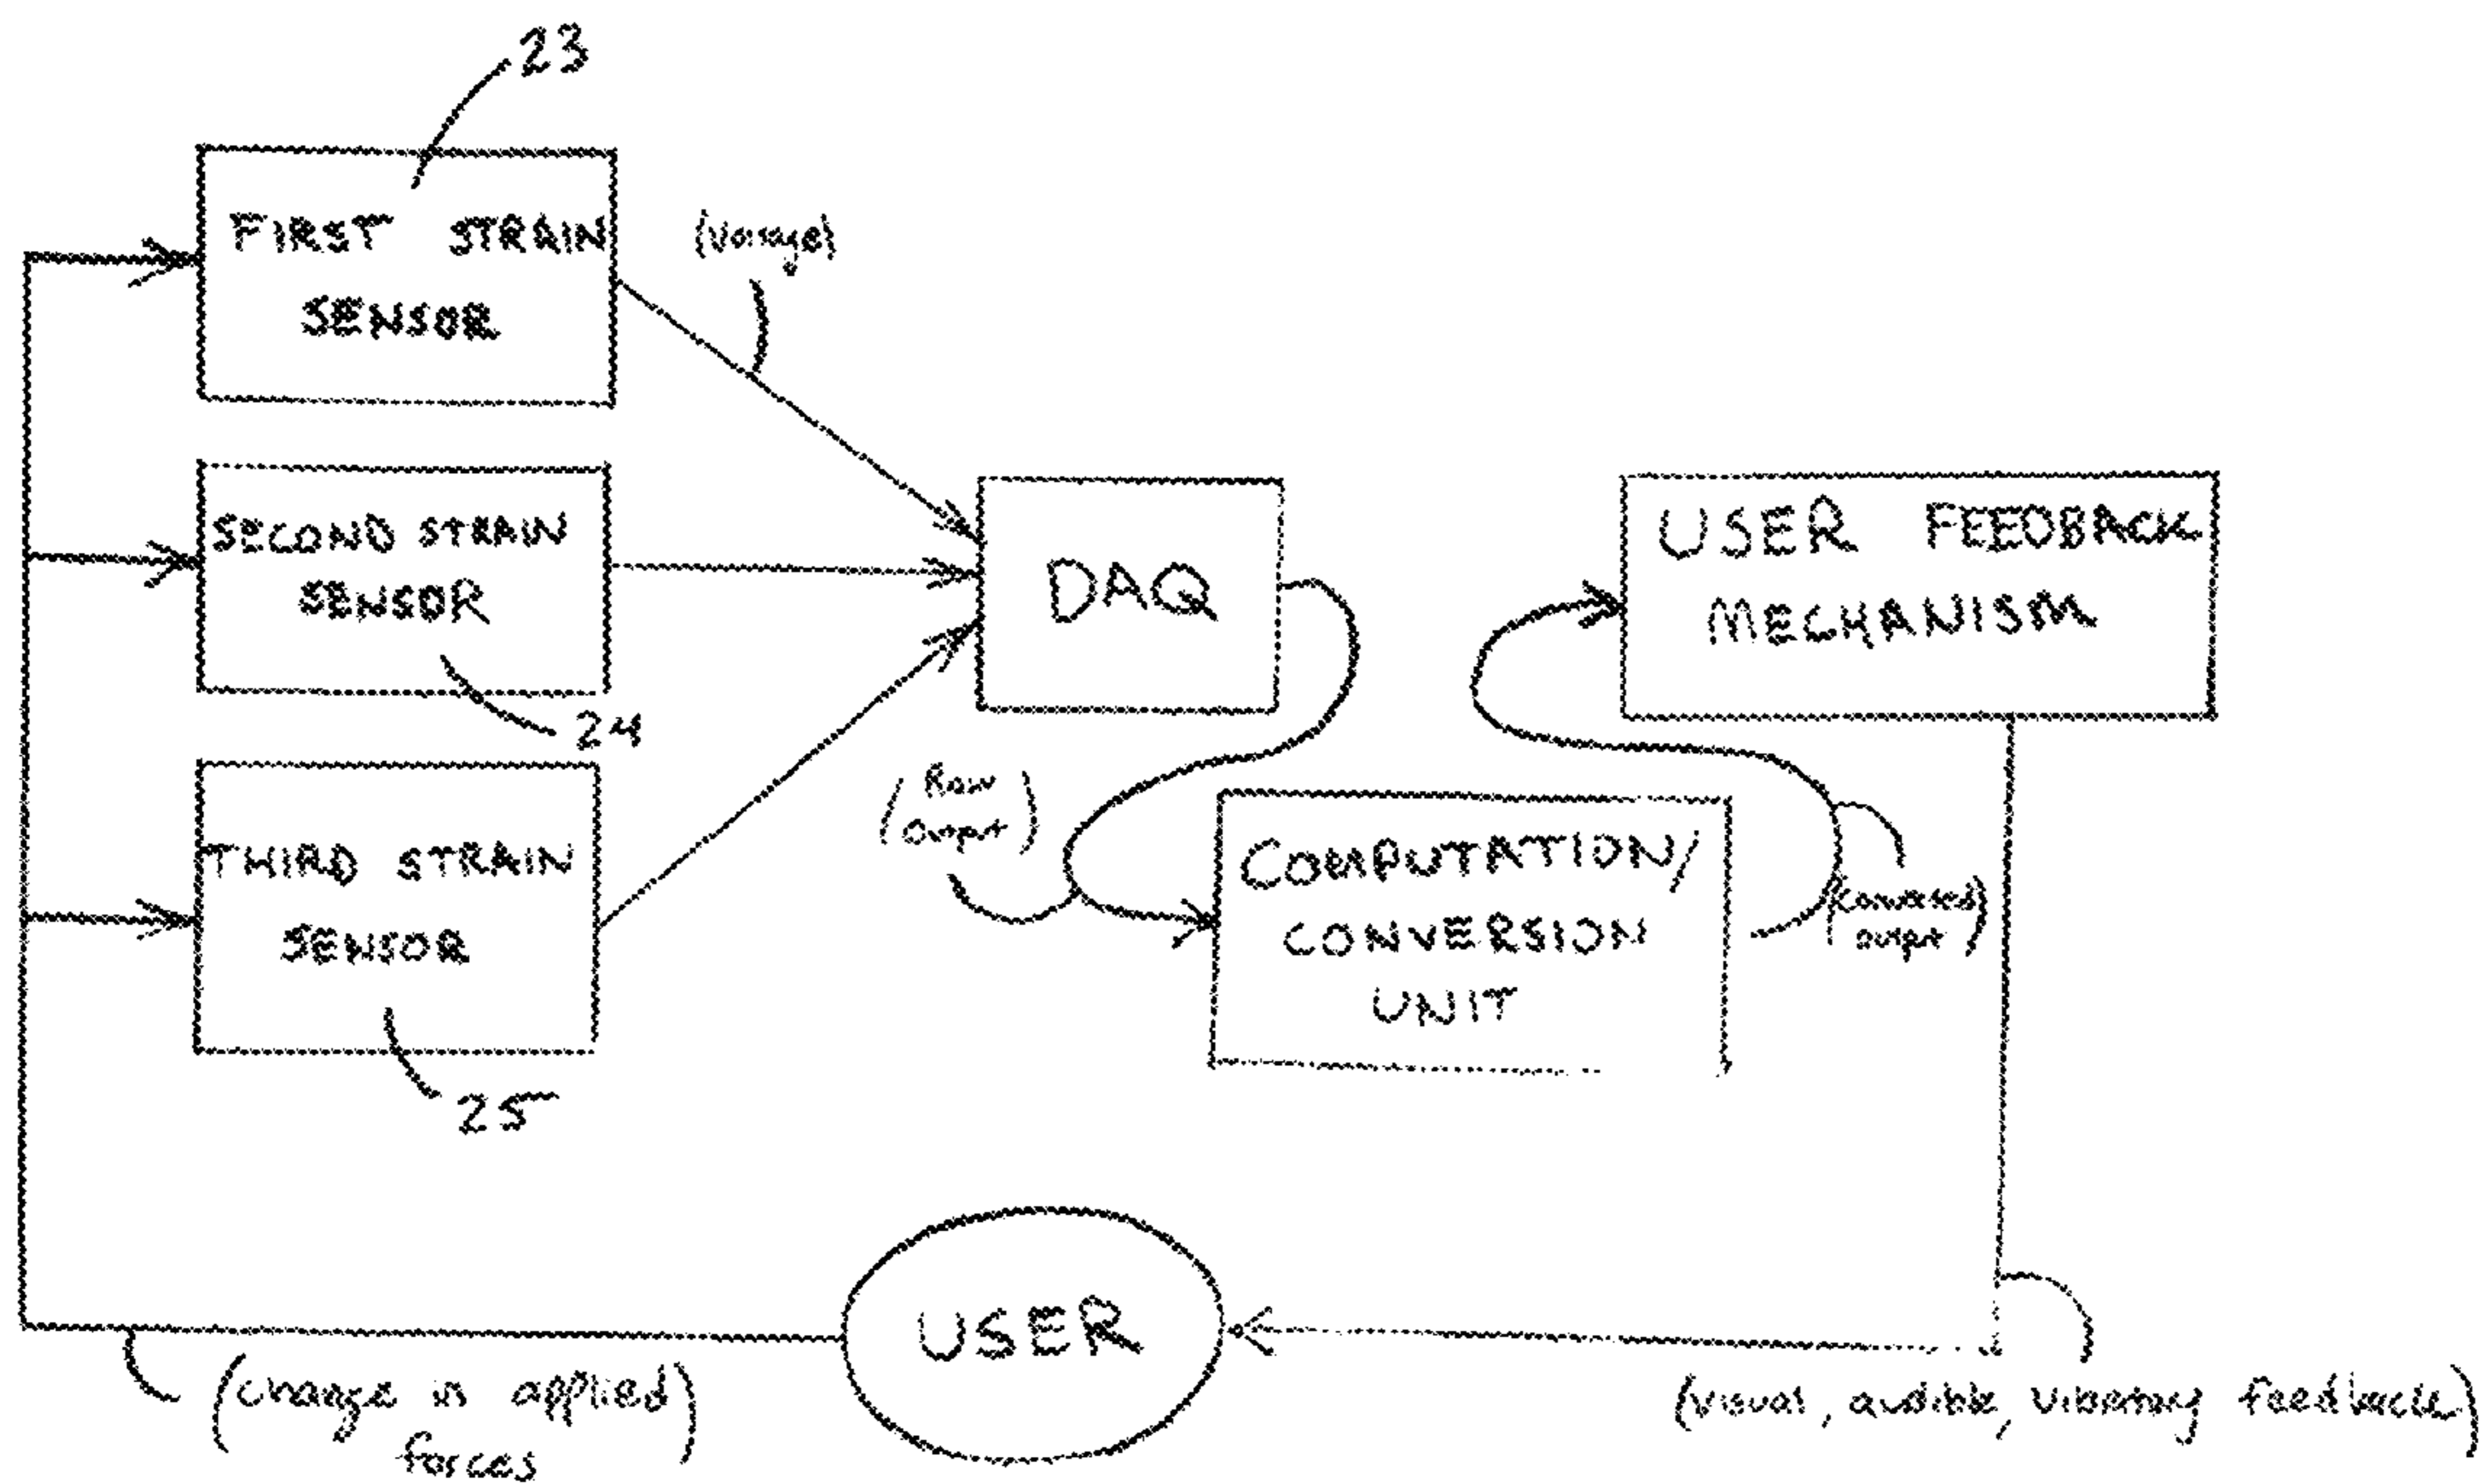 23
FIRST STRAIN
SENSOR
(Voltage)
SECOND STRAIN
SENSOR
24
DAQ
USER FEEDBACK
MECHANISM
(Raw
Output)
COMPUTATION/
CONVERSION
UNIT
(Converted
output)
THIRD STRAIN
SENSOR
25
USER
(change in applied
forces)
(visual, audible, vibratory feedback)